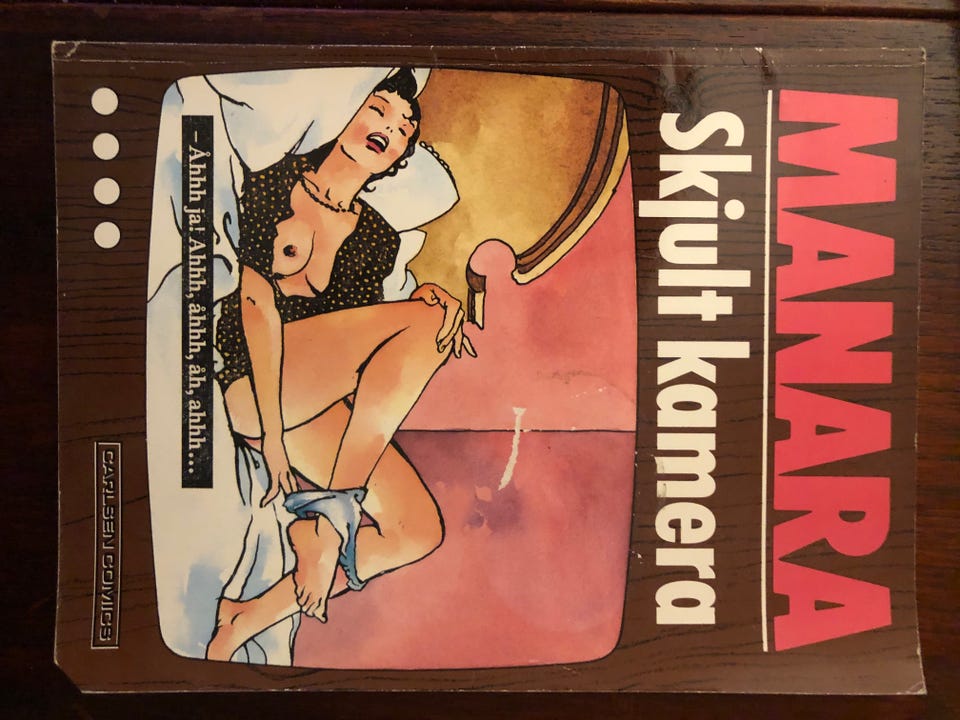 MANARA
Skjult kamera
– Åhhh ja! Ahhh, åhhh, åh, ahhh...
CARLSEN COMICS